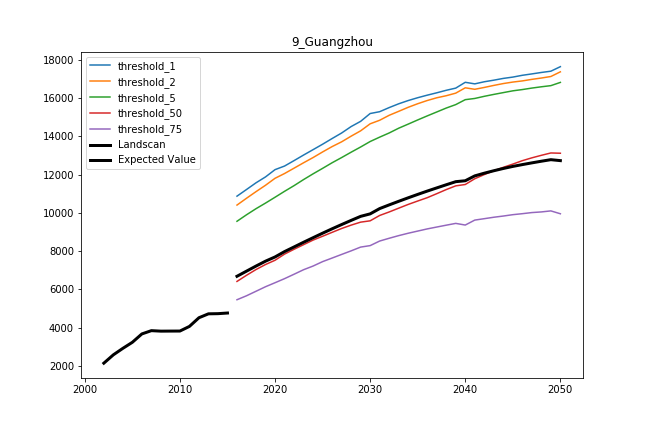 9_Guangzhou
threshold_1
threshold_2
threshold_5
threshold_50
threshold_75
Landscan
Expected Value
18000
16000
14000
12000
10000
8000
6000
4000
2000
2000 2010 2020 2030 2040 2050